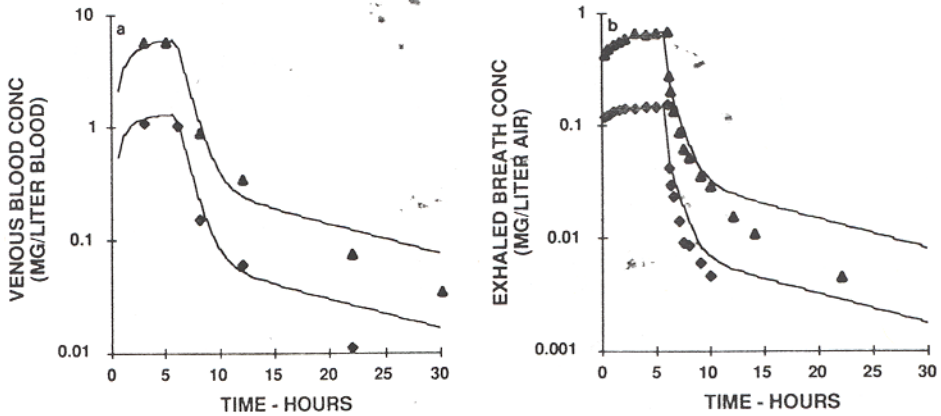 a
VENOUS BLOOD CONC
(MG/LITER BLOOD)
10
1
0.1
0.01
0 5 10 15 20 25 30
TIME - HOURS
b
EXHALED BREATH CONC
(MG/LITER AIR)
1
0.1
0.01
0.001
0 5 10 15 20 25 30
TIME - HOURS